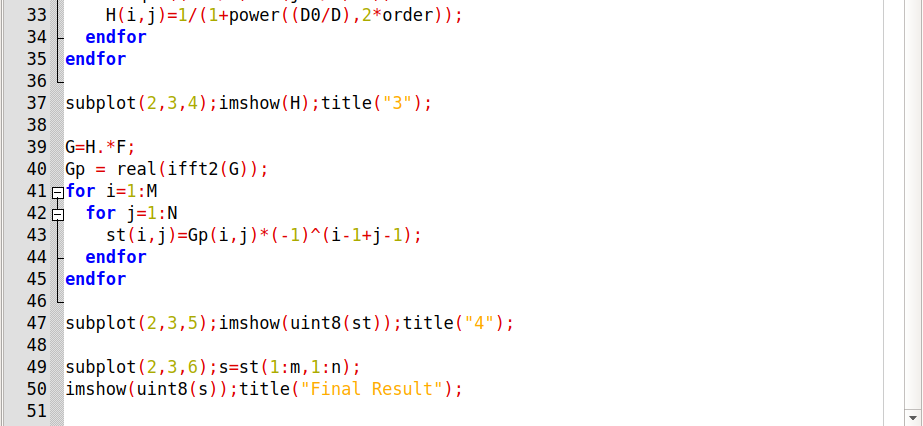 33 H(i,j)=1/(1+power((D0/D),2*order));
34 endfor
35 endfor
36
37 subplot(2,3,4);imshow(H);title("3");
38
39 G=H.*F;
40 Gp = real(ifft2(G));
41 for i=1:M
42 for j=1:N
43 st(i,j)=Gp(i,j)*(-1)^(i-1+j-1);
44 endfor
45 endfor
46
47 subplot(2,3,5);imshow(uint8(st));title("4");
48
49 subplot(2,3,6);s=st(1:m,1:n);
50 imshow(uint8(s));title("Final Result");
51